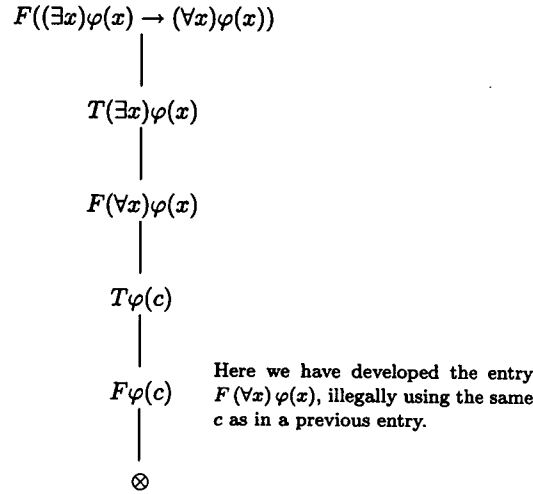 F((∃x)φ(x) → (∀x)φ(x))
T(∃x)φ(x)
F(∀x)φ(x)
Tφ(c)
Fφ(c)
Here we have developed the entry
F (∀x) φ(x), illegally using the same
c as in a previous entry.
⊗